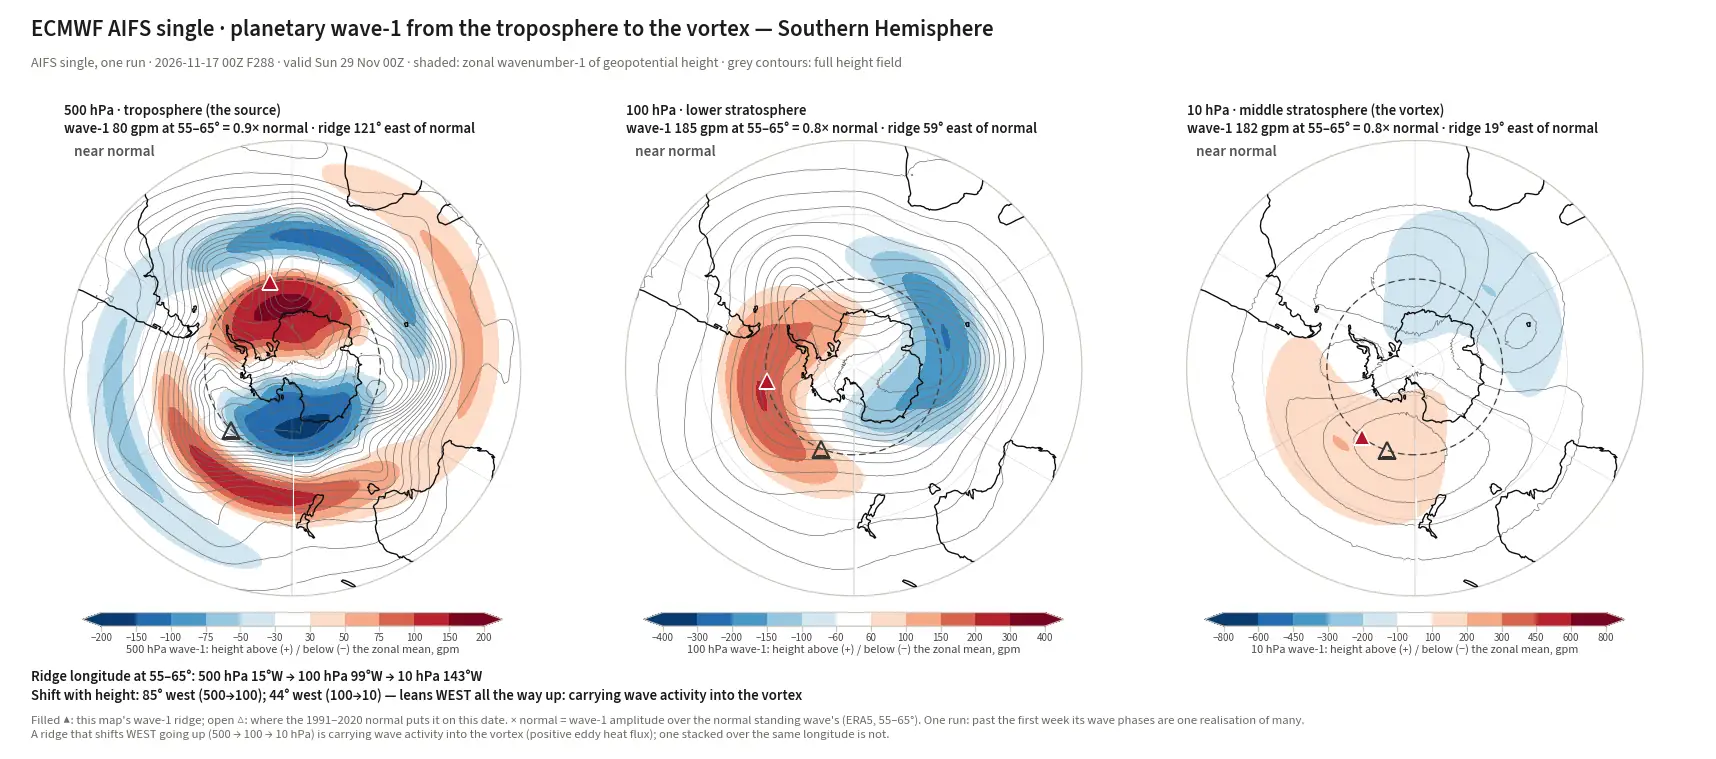 ECMWF AIFS single · planetary wave-1 from the troposphere to the vortex — Southern Hemisphere
AIFS single, one run · 2026-11-17 00Z F288 · valid Sun 29 Nov 00Z · shaded: zonal wavenumber-1 of geopotential height · grey contours: full height field
500 hPa · troposphere (the source)
wave-1 80 gpm at 55–65° = 0.9× normal · ridge 121° east of normal
near normal
100 hPa · lower stratosphere
wave-1 185 gpm at 55–65° = 0.8× normal · ridge 59° east of normal
near normal
10 hPa · middle stratosphere (the vortex)
wave-1 182 gpm at 55–65° = 0.8× normal · ridge 19° east of normal
near normal
−200 −150 −100 −75 −50 −30 30 50 75 100 150 200
500 hPa wave-1: height above (+) / below (−) the zonal mean, gpm
−400 −300 −200 −150 −100 −60 60 100 150 200 300 400
100 hPa wave-1: height above (+) / below (−) the zonal mean, gpm
−800 −600 −450 −300 −200 −100 100 200 300 450 600 800
10 hPa wave-1: height above (+) / below (−) the zonal mean, gpm
Ridge longitude at 55–65°: 500 hPa 15°W → 100 hPa 99°W → 10 hPa 143°W
Shift with height: 85° west (500→100); 44° west (100→10) — leans WEST all the way up: carrying wave activity into the vortex
Filled ▲: this map's wave-1 ridge; open △: where the 1991–2020 normal puts it on this date. × normal = wave-1 amplitude over the normal standing wave's (ERA5, 55–65°). One run: past the first week its wave phases are one realisation of many.
A ridge that shifts WEST going up (500 → 100 → 10 hPa) is carrying wave activity into the vortex (positive eddy heat flux); one stacked over the same longitude is not.